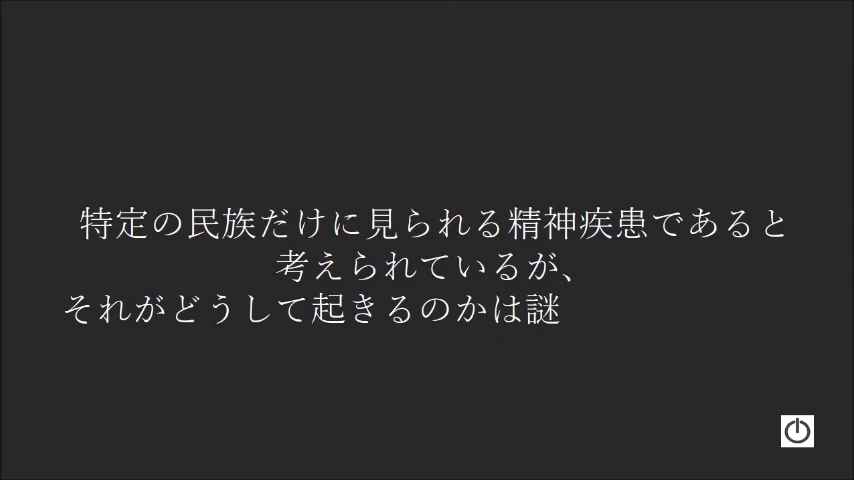 特定の民族だけに見られる精神疾患であると
考えられているが、
それがどうして起きるのかは謎